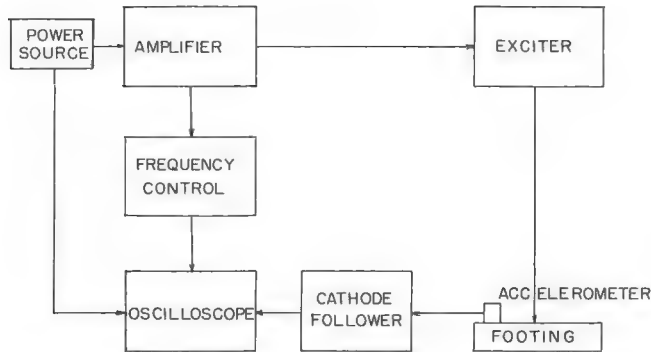 POWER
SOURCE
AMPLIFIER
EXCITER
FREQUENCY
CONTROL
OSCILLOSCOPE
CATHODE
FOLLOWER
ACCELEROMETER
FOOTING